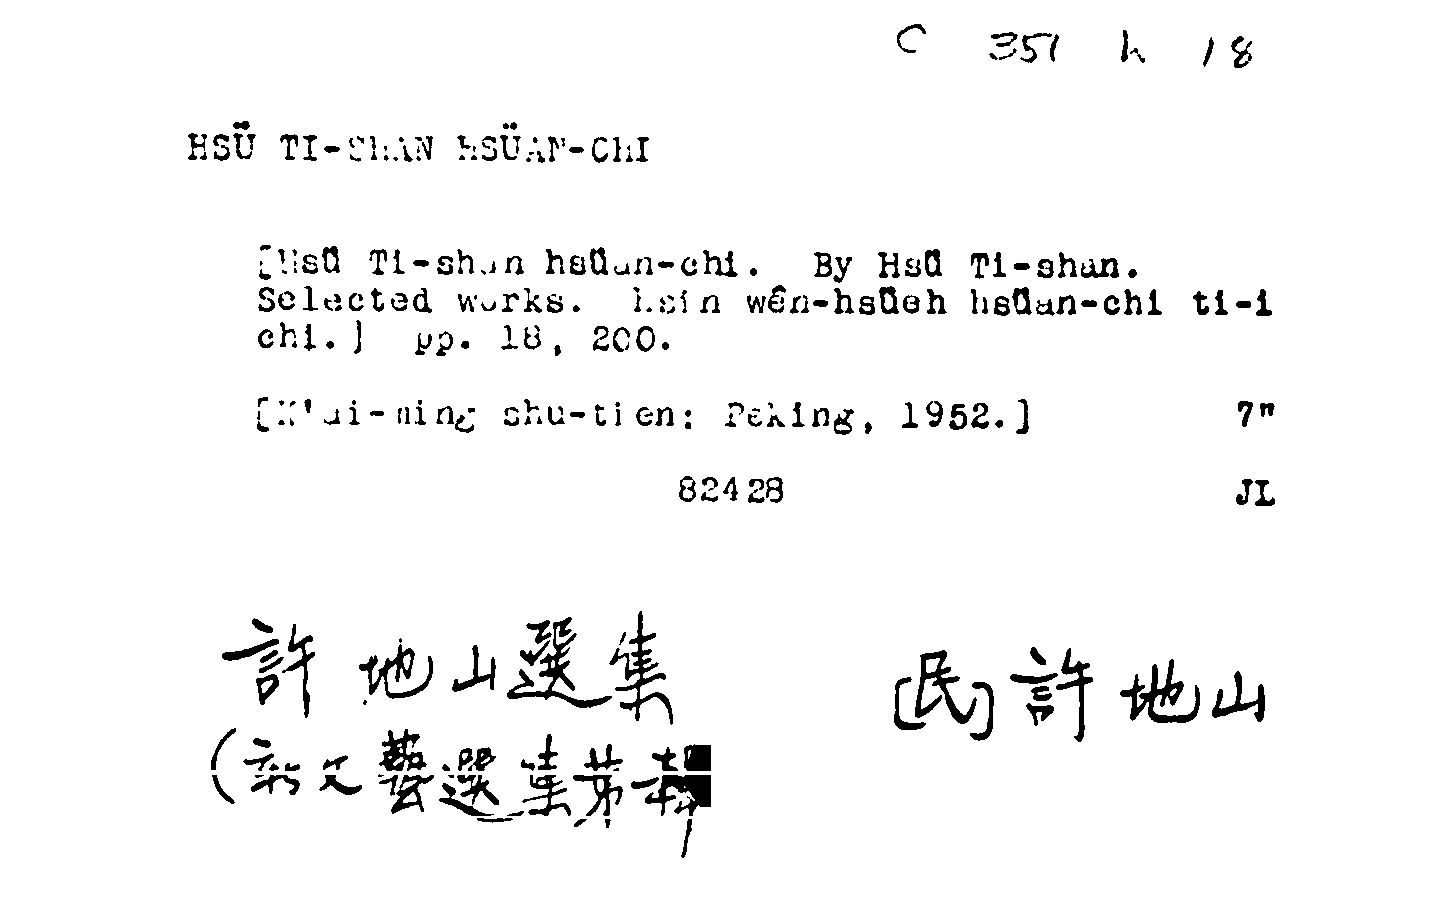 C 351 h 18
HSÜ TI-SHAN HSÜAN-CHI
[Hsü Ti-shan hsüan-chi. By Hsü Ti-shan.
Selected works. Hsin wên-hsüeh hsüan-chi ti-i
chi.] pp. 18, 200.
[K'ai-ming shu-tien: Peking, 1952.] 7"
82428 JL
許地山選集 [民]許地山
(新文藝選集第